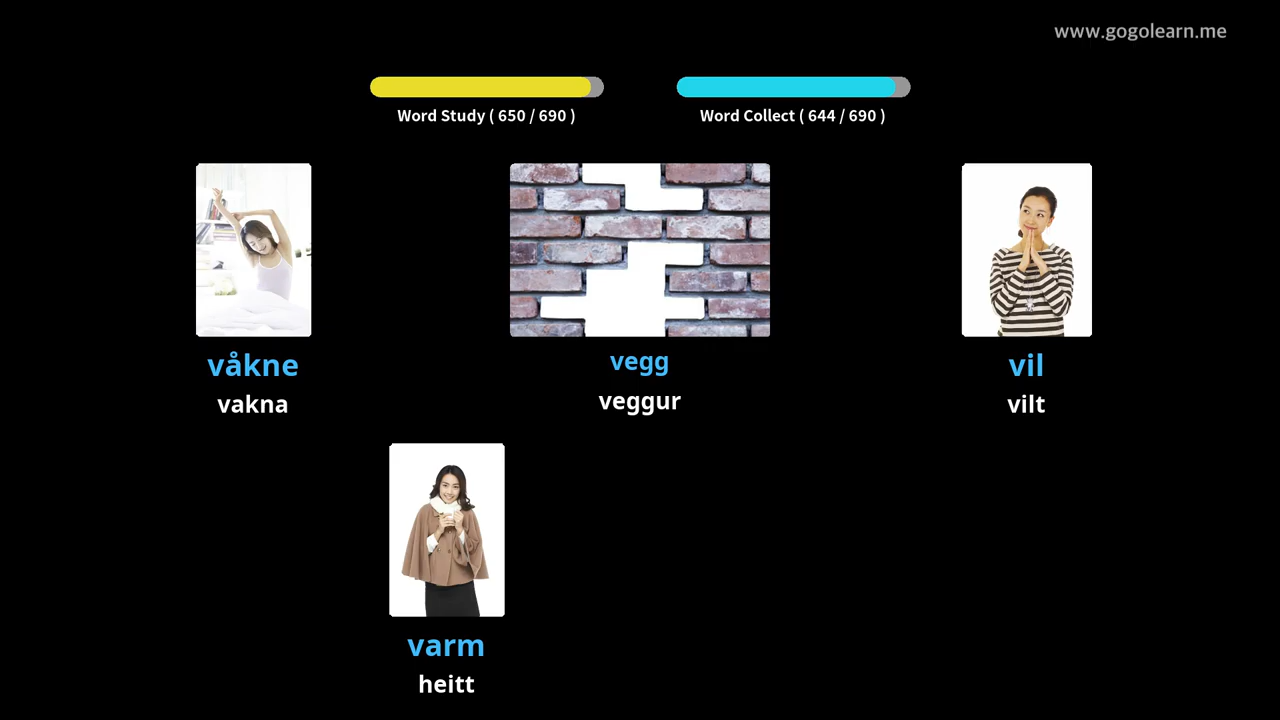 www.gogolearn.me
Word Study ( 650 / 690 )
Word Collect ( 644 / 690 )
våkne
vakna
vegg
veggur
vil
vilt
varm
heitt